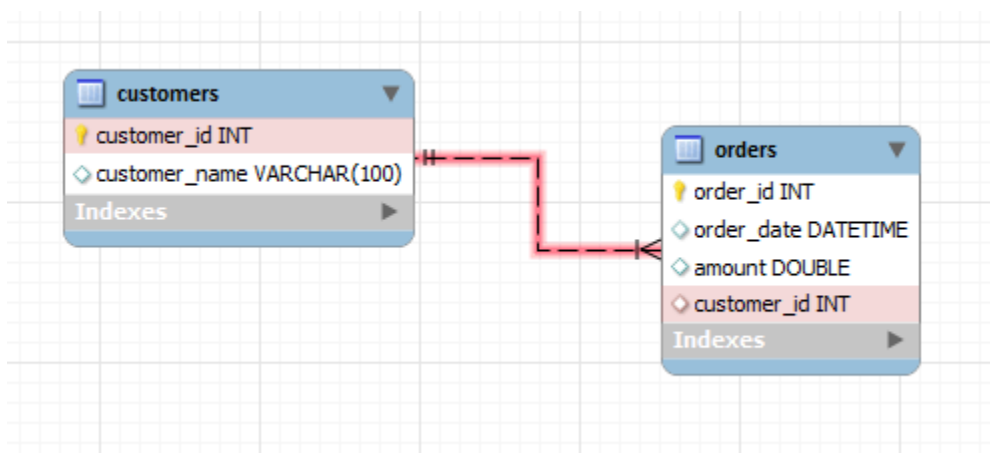 customers
customer_id INT
customer_name VARCHAR(100)
Indexes
orders
order_id INT
order_date DATETIME
amount DOUBLE
customer_id INT
Indexes